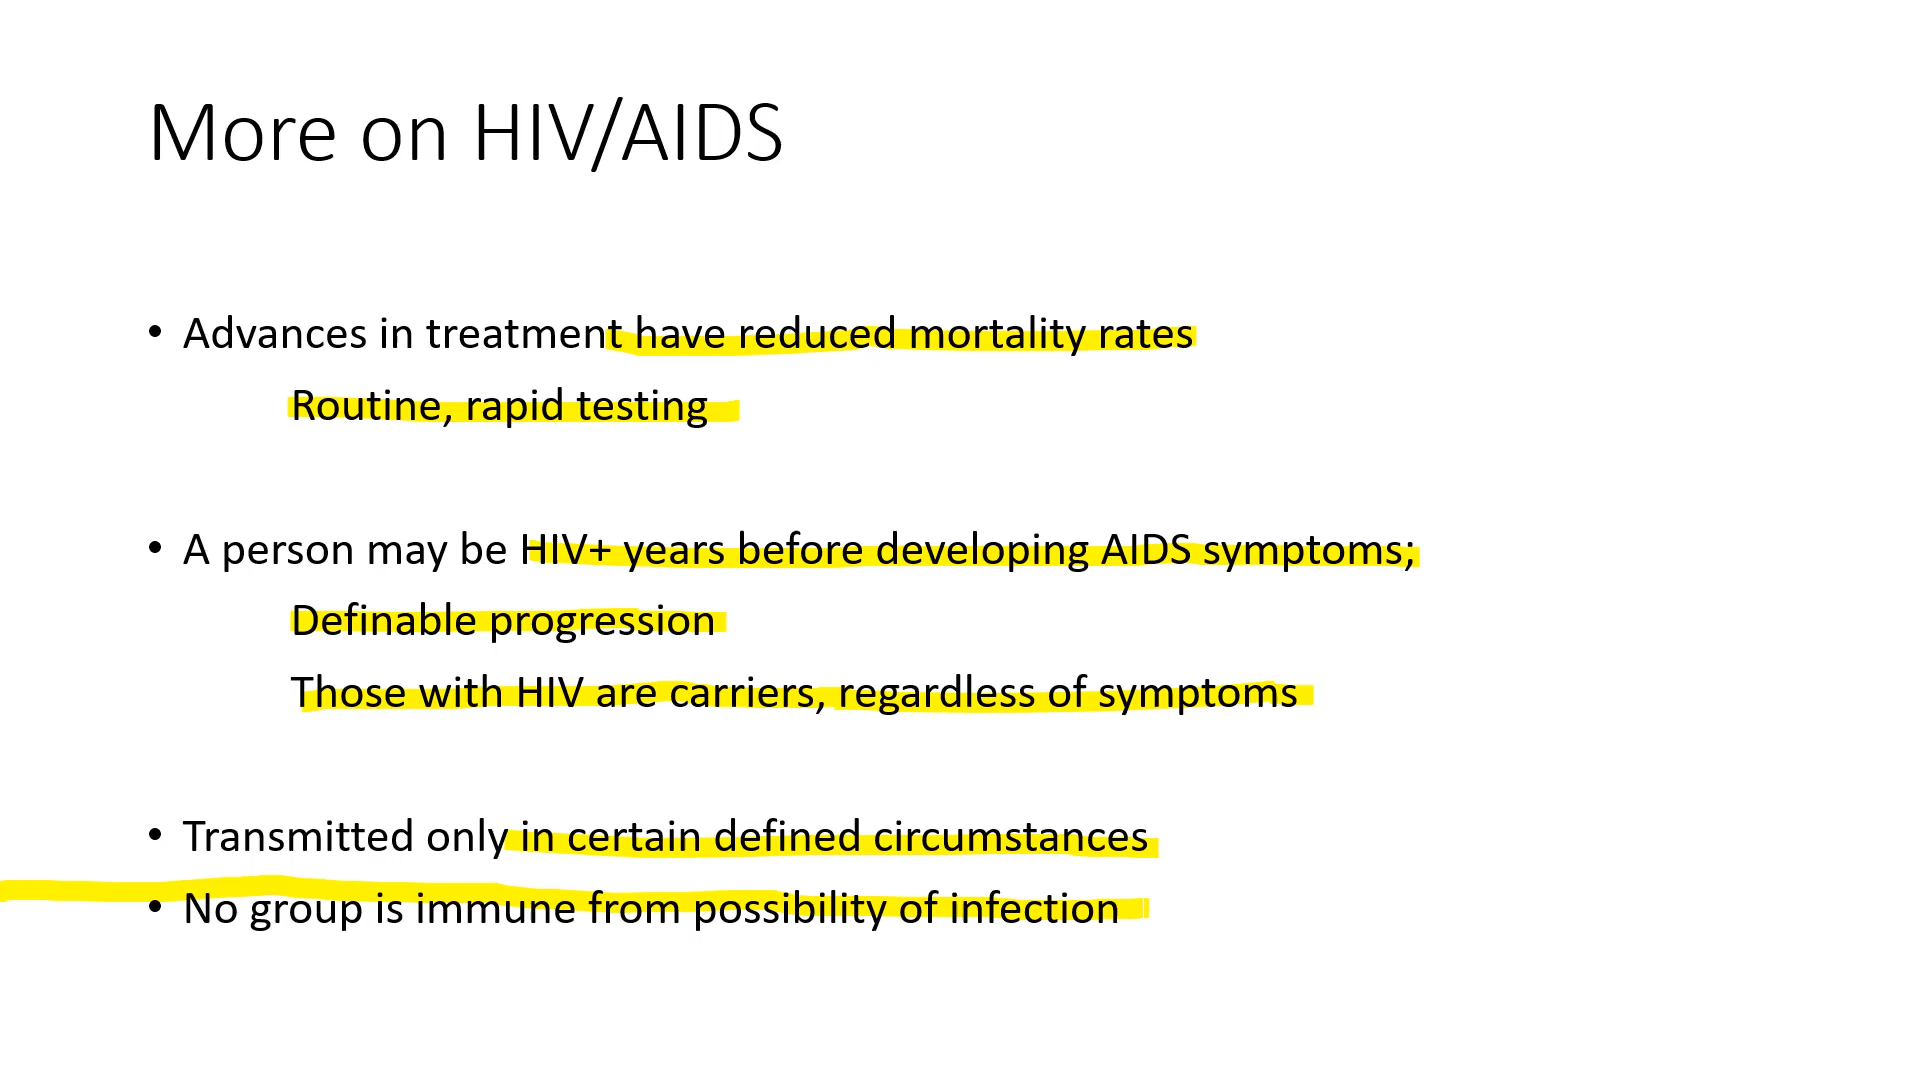 More on HIV/AIDS
• Advances in treatment have reduced mortality rates
Routine, rapid testing
• A person may be HIV+ years before developing AIDS symptoms;
Definable progression
Those with HIV are carriers, regardless of symptoms
• Transmitted only in certain defined circumstances
• No group is immune from possibility of infection